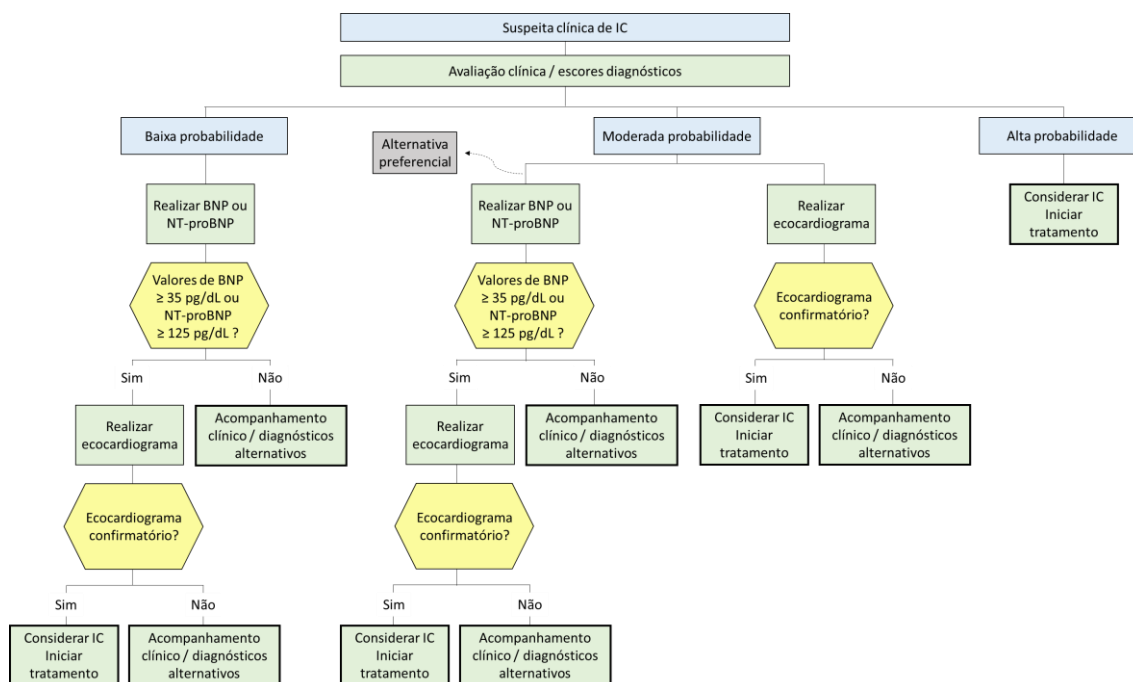 Suspeita clínica de IC
Avaliação clínica / escores diagnósticos
Baixa probabilidade
Alternativa
preferencial
Moderada probabilidade
Alta probabilidade
Realizar BNP ou
NT-proBNP
Realizar BNP ou
NT-proBNP
Realizar
ecocardiograma
Considerar IC
Iniciar
tratamento
Valores de BNP
≥ 35 pg/dL ou
NT-proBNP
≥ 125 pg/dL ?
Valores de BNP
≥ 35 pg/dL ou
NT-proBNP
≥ 125 pg/dL ?
Ecocardiograma
confirmatório?
Sim
Não
Sim
Não
Sim
Não
Realizar
ecocardiograma
Acompanhamento
clínico / diagnósticos
alternativos
Realizar
ecocardiograma
Acompanhamento
clínico / diagnósticos
alternativos
Considerar IC
Iniciar
tratamento
Acompanhamento
clínico / diagnósticos
alternativos
Ecocardiograma
confirmatório?
Ecocardiograma
confirmatório?
Sim
Não
Sim
Não
Considerar IC
Iniciar
tratamento
Acompanhamento
clínico / diagnósticos
alternativos
Considerar IC
Iniciar
tratamento
Acompanhamento
clínico / diagnósticos
alternativos